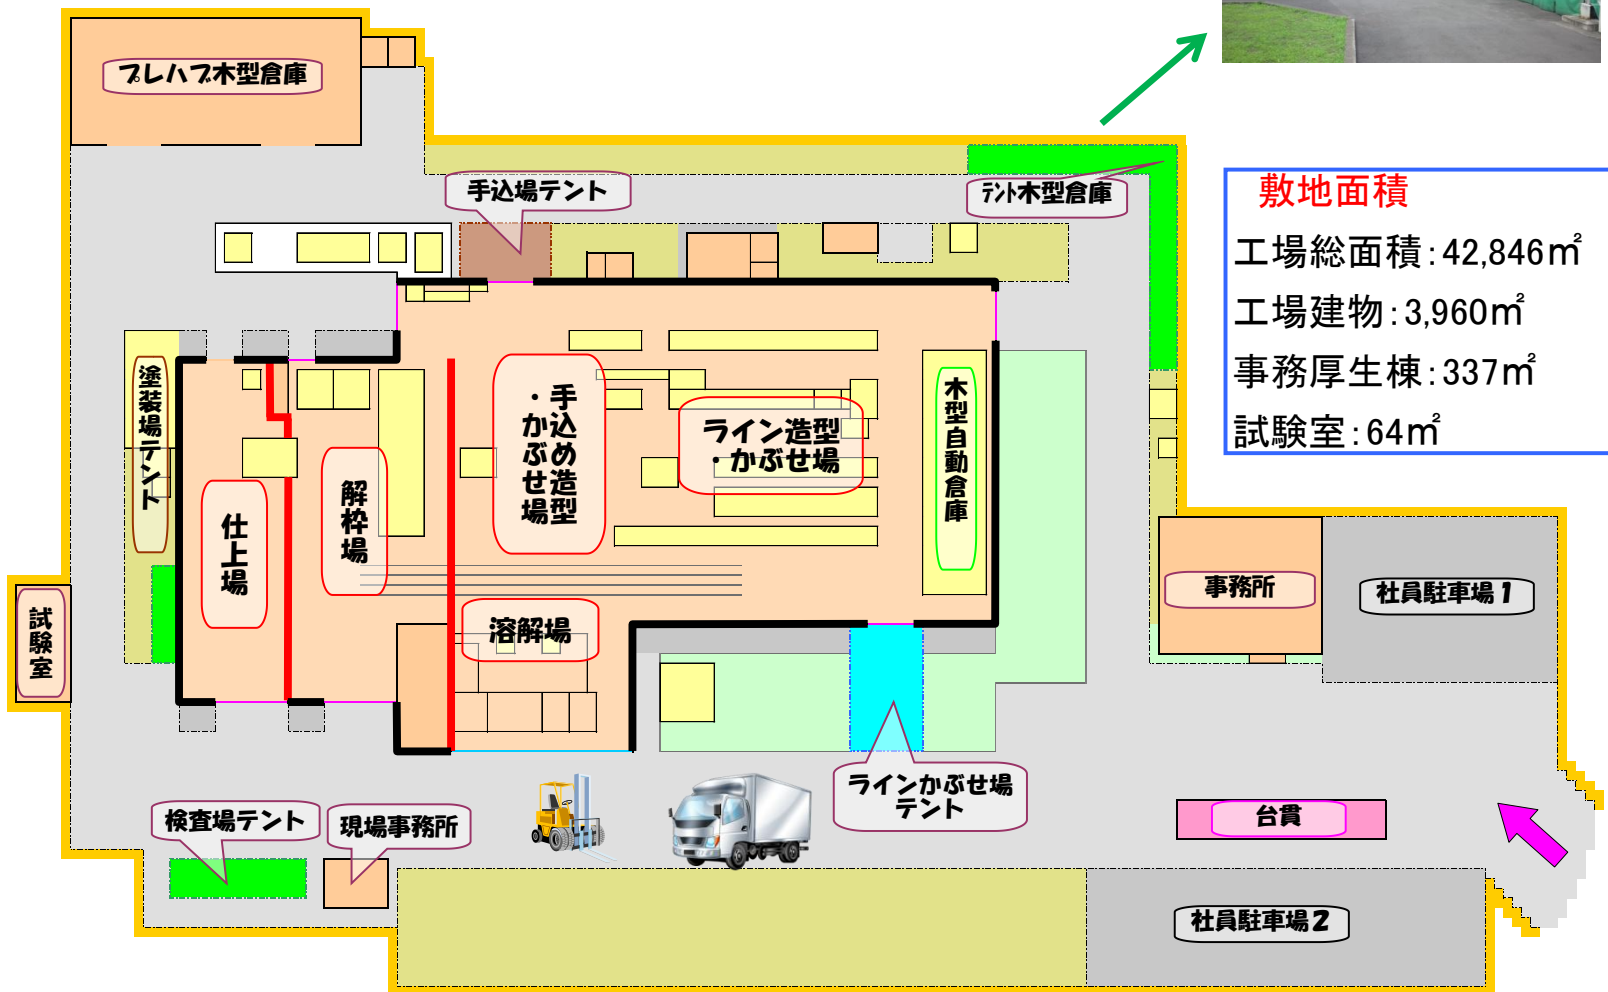 プレハブ木型倉庫
手込場テント
テント木型倉庫
敷地面積
工場総面積：42,846㎡
工場建物：3,960㎡
事務厚生棟：337㎡
試験室：64㎡
塗装場テント
仕上場
解枠場
手込め造型
・かぶせ場
ライン造型
・かぶせ場
木型自動倉庫
溶解場
試験室
事務所
社員駐車場１
ラインかぶせ場
テント
台貫
検査場テント
現場事務所
社員駐車場２